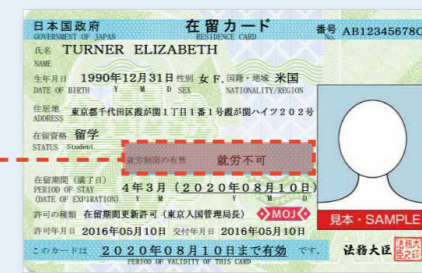 日本国政府 在留カード 番号 AB12345678C
GOVERNMENT OF JAPAN RESIDENCE CARD No.
氏名 TURNER ELIZABETH
NAME
生年月日 1990年12月31日 性別 女 F. 国籍・地域 米国
DATE OF BIRTH Y M D SEX NATIONALITY/REGION
住居地 東京都千代田区霞が関1丁目1番1号霞が関ハイツ202号
ADDRESS
在留資格 留学
STATUS Student
就労制限の有無 就労不可
在留期間(満了日) 4年3月(2020年08月10日)
PERIOD OF STAY
(DATE OF EXPIRATION) Y M Y M D
許可の種類 在留期間更新許可(東京入国管理局長) MOJ
見本・SAMPLE
許可年月日 2016年05月10日 交付年月日 2016年05月10日
このカードは 2020年08月10日まで有効 です。
PERIOD OF VALIDITY OF THIS CARD
法務大臣